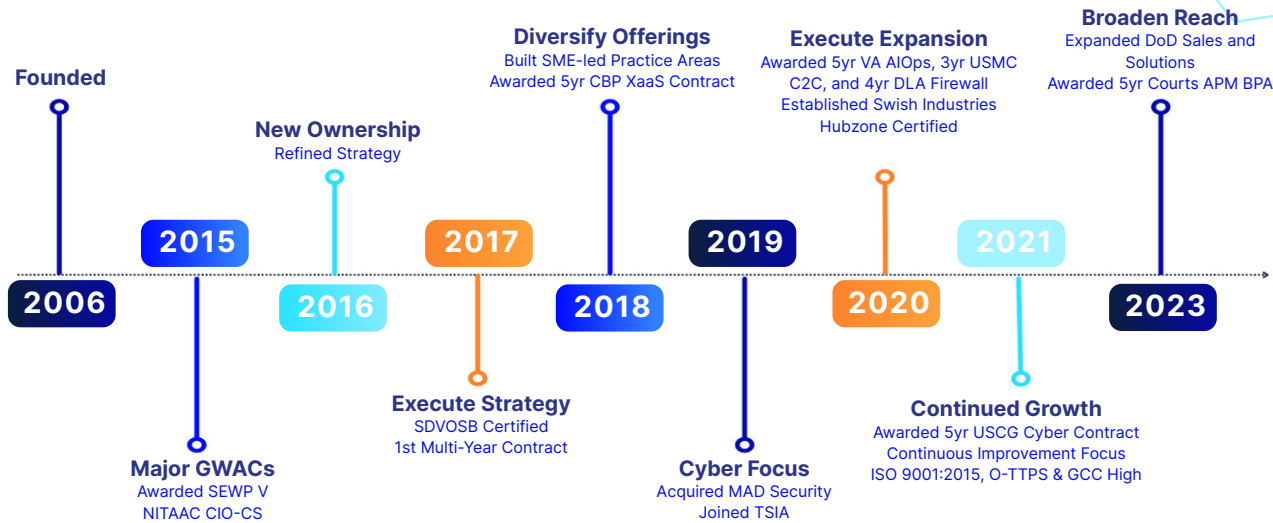 Founded
2006
2015
Major GWACs
Awarded SEWP V
NITAAC CIO-CS
New Ownership
Refined Strategy
2016
2017
Execute Strategy
SDVOSB Certified
1st Multi-Year Contract
Diversify Offerings
Built SME-led Practice Areas
Awarded 5yr CBP XaaS Contract
2018
2019
Cyber Focus
Acquired MAD Security
Joined TSIA
Execute Expansion
Awarded 5yr VA AIOps, 3yr USMC
C2C, and 4yr DLA Firewall
Established Swish Industries
Hubzone Certified
2020
2021
Continued Growth
Awarded 5yr USCG Cyber Contract
Continuous Improvement Focus
ISO 9001:2015, O-TTPS & GCC High
Broaden Reach
Expanded DoD Sales and
Solutions
Awarded 5yr Courts APM BPA
2023